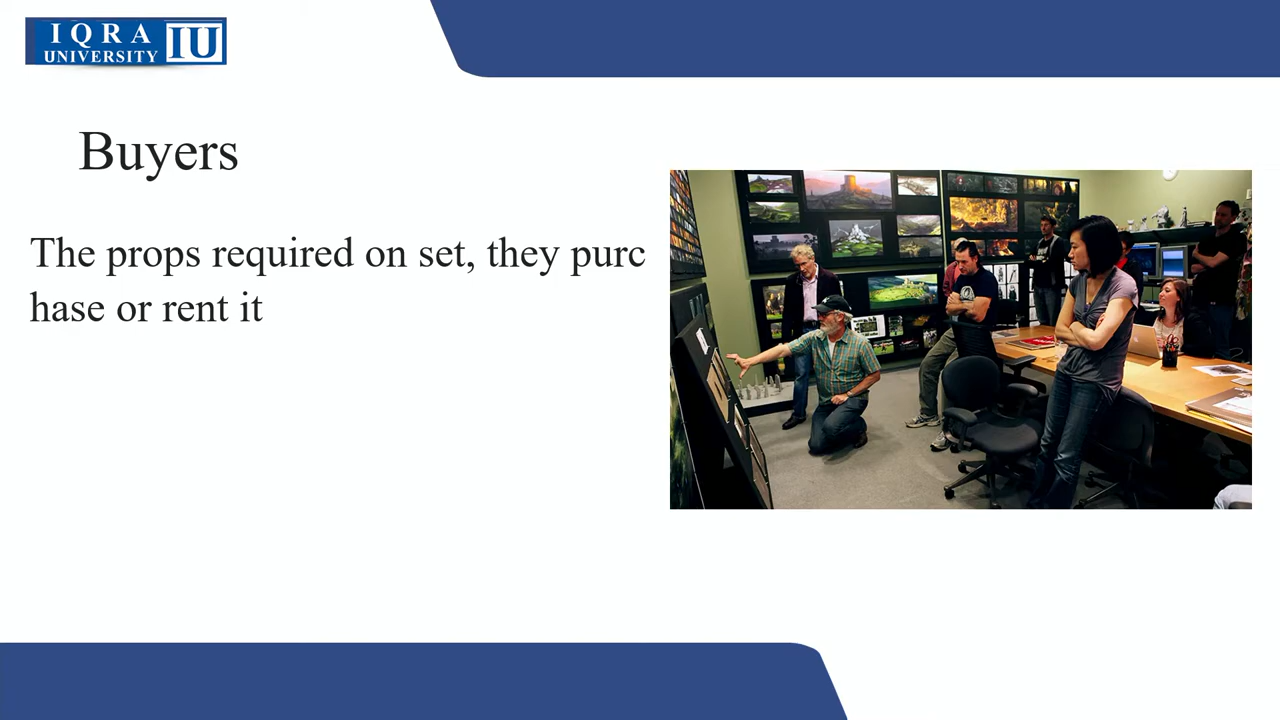 IQRA
UNIVERSITY
IU
Buyers
The props required on set, they purc
hase or rent it